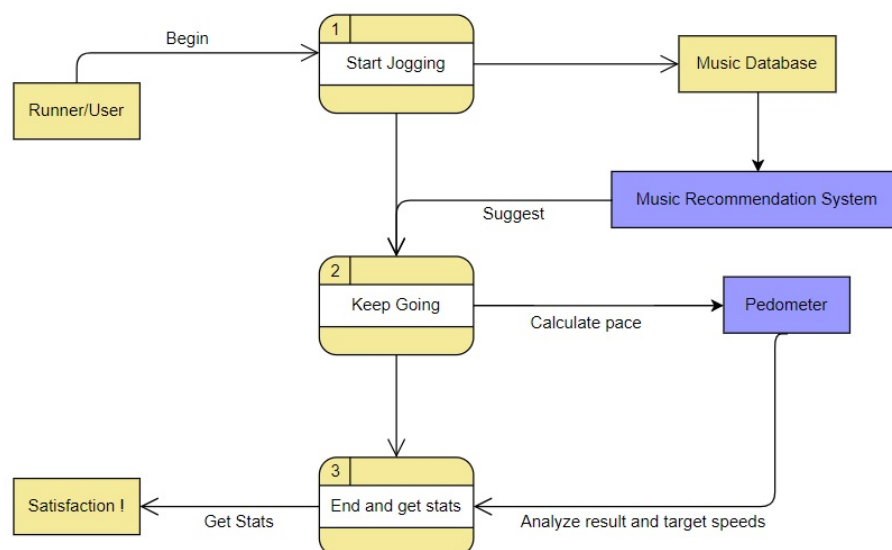 Begin
1
Start Jogging
Music Database
Runner/User
Music Recommendation System
Suggest
2
Keep Going
Pedometer
Calculate pace
3
Satisfaction !
End and get stats
Get Stats
Analyze result and target speeds